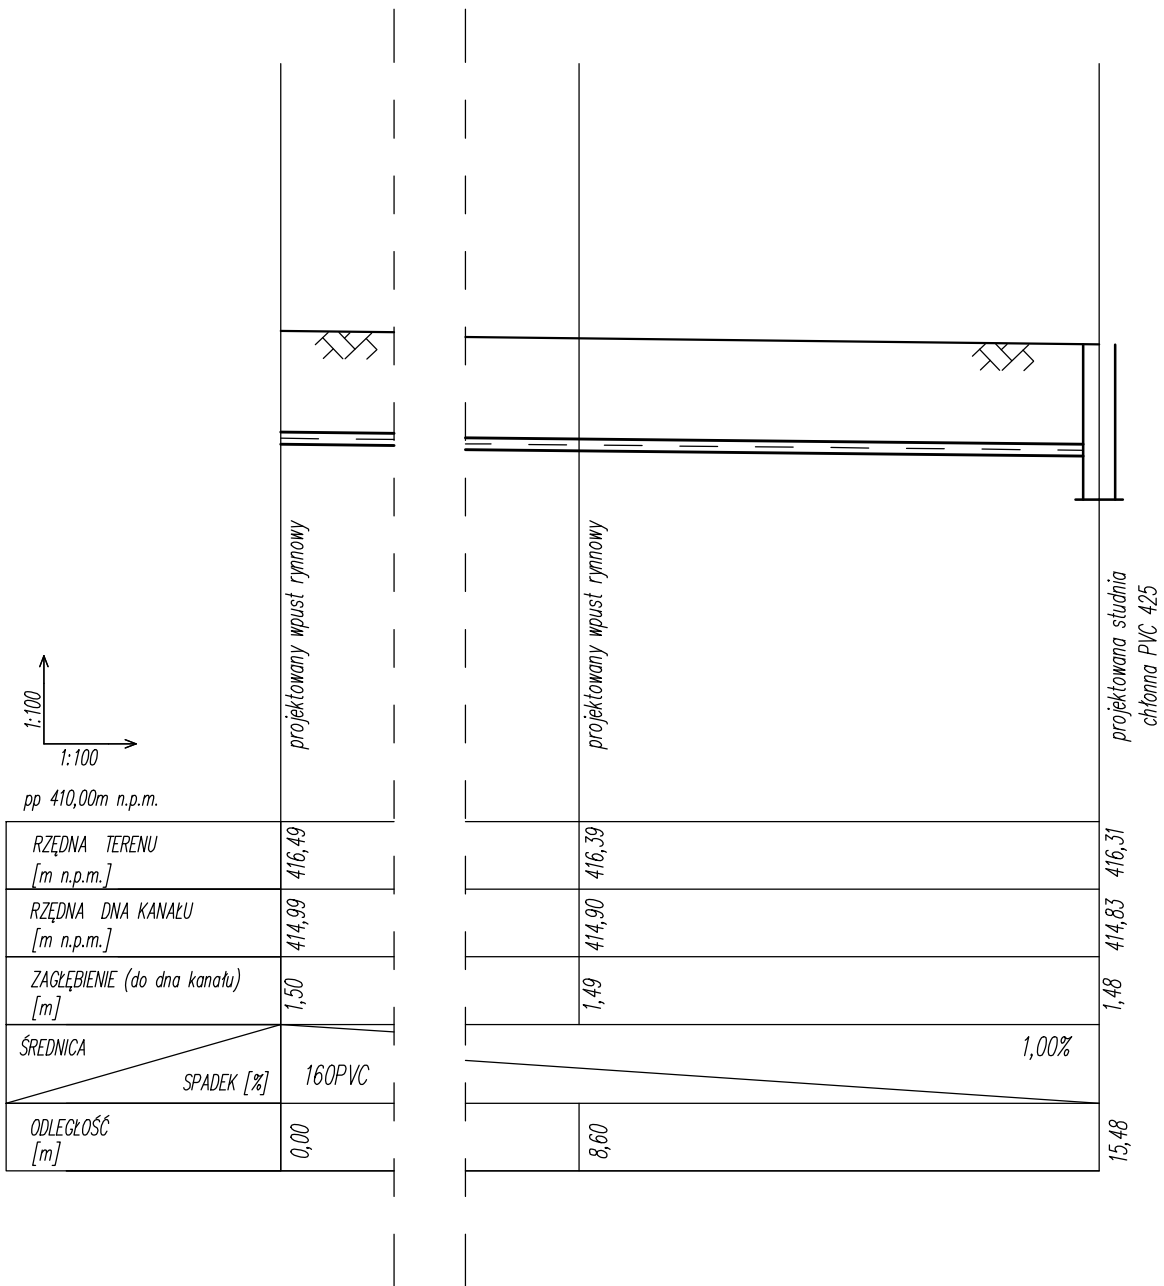 projektowany wpust rynnowy
projektowany wpust rynnowy
projektowana studnia
chłonna PVC 425
1:100
1:100
pp 410,00m n.p.m.
RZĘDNA TERENU
[m n.p.m.]
416,49
416,39
416,31
RZĘDNA DNA KANAŁU
[m n.p.m.]
414,99
414,90
414,83
ZAGŁĘBIENIE (do dna kanału)
[m]
1,50
1,49
1,48
ŚREDNICA
SPADEK [%]
160PVC
1,00%
ODLEGŁOŚĆ
[m]
0,00
8,60
15,48